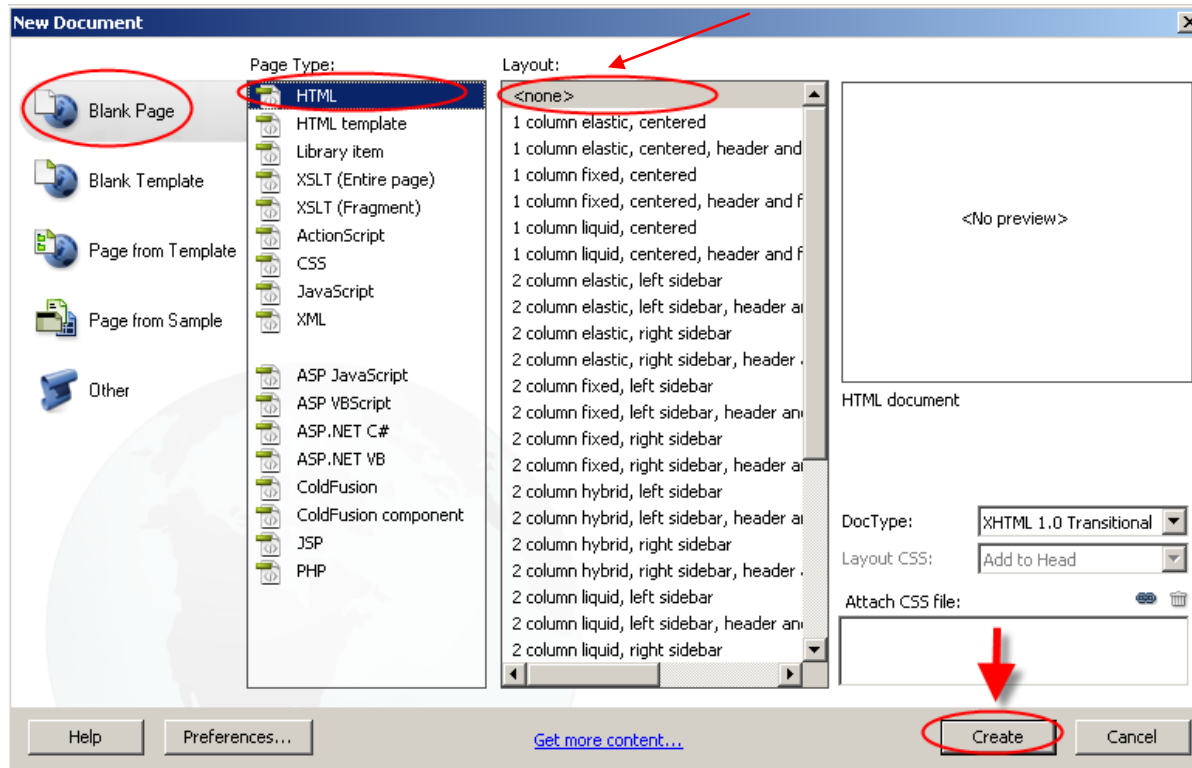 New Document
Blank Page
Blank Template
Page from Template
Page from Sample
Other
Page Type:
HTML
HTML template
Library item
XSLT (Entire page)
XSLT (Fragment)
ActionScript
CSS
JavaScript
XML
ASP JavaScript
ASP VBScript
ASP.NET C#
ASP.NET VB
ColdFusion
ColdFusion component
JSP
PHP
Layout:
<none>
1 column elastic, centered
1 column elastic, centered, header and
1 column fixed, centered
1 column fixed, centered, header and f
1 column liquid, centered
1 column liquid, centered, header and f
2 column elastic, left sidebar
2 column elastic, left sidebar, header a
2 column elastic, right sidebar
2 column elastic, right sidebar, header
2 column fixed, left sidebar
2 column fixed, left sidebar, header an
2 column fixed, right sidebar
2 column fixed, right sidebar, header a
2 column hybrid, left sidebar
2 column hybrid, left sidebar, header a
2 column hybrid, right sidebar
2 column hybrid, right sidebar, header
2 column liquid, left sidebar
2 column liquid, left sidebar, header an
2 column liquid, right sidebar
<No preview>
HTML document
DocType: XHTML 1.0 Transitional
Layout CSS: Add to Head
Attach CSS file:
Help Preferences... Get more content... Create Cancel